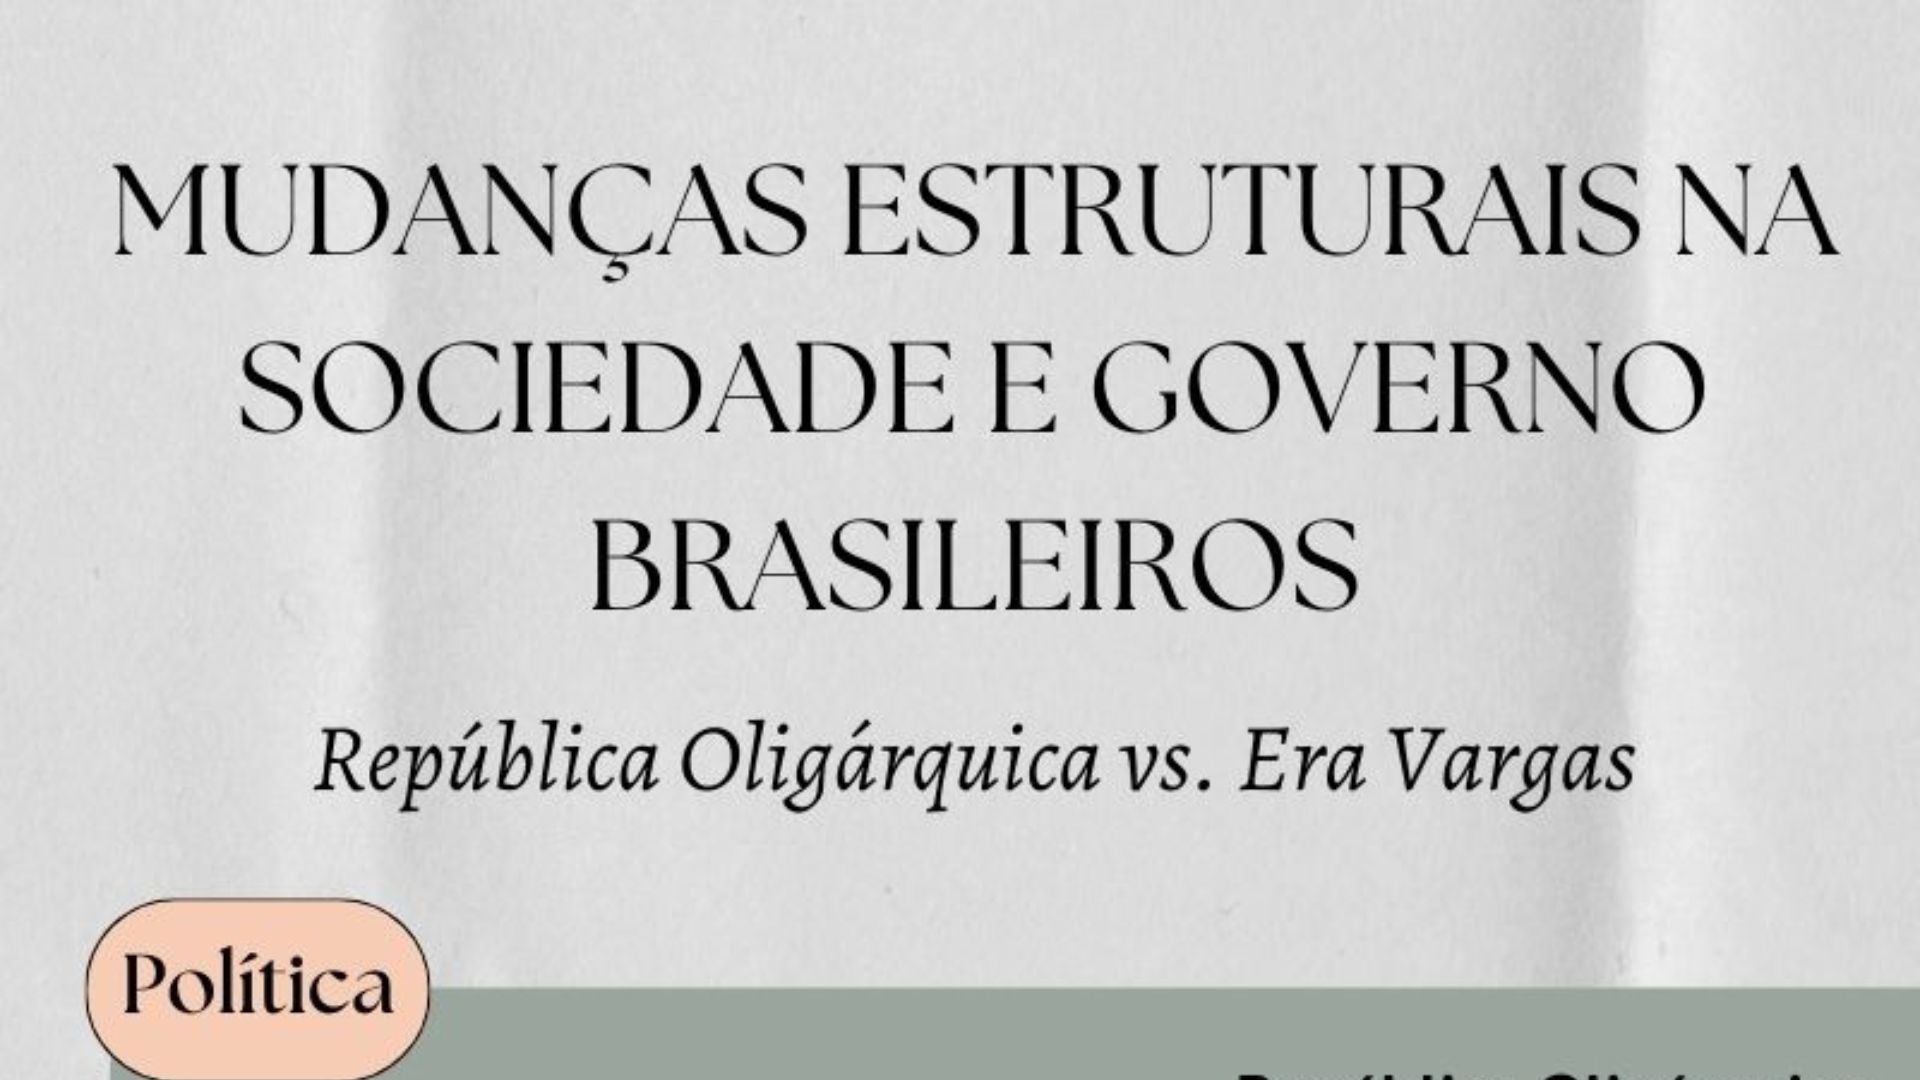 MUDANÇAS ESTRUTURAIS NA
SOCIEDADE E GOVERNO
BRASILEIROS
República Oligárquica vs. Era Vargas
Política